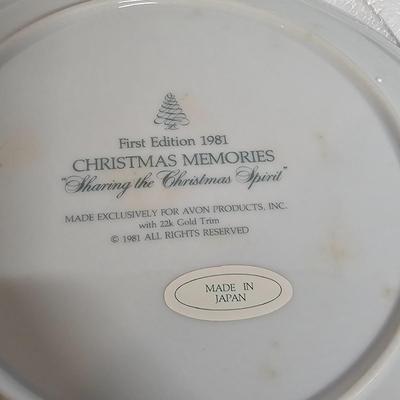 First Edition 1981
CHRISTMAS MEMORIES
"Sharing the Christmas Spirit"
MADE EXCLUSIVELY FOR AVON PRODUCTS, INC.
with 22k Gold Trim
© 1981 ALL RIGHTS RESERVED
MADE IN
JAPAN